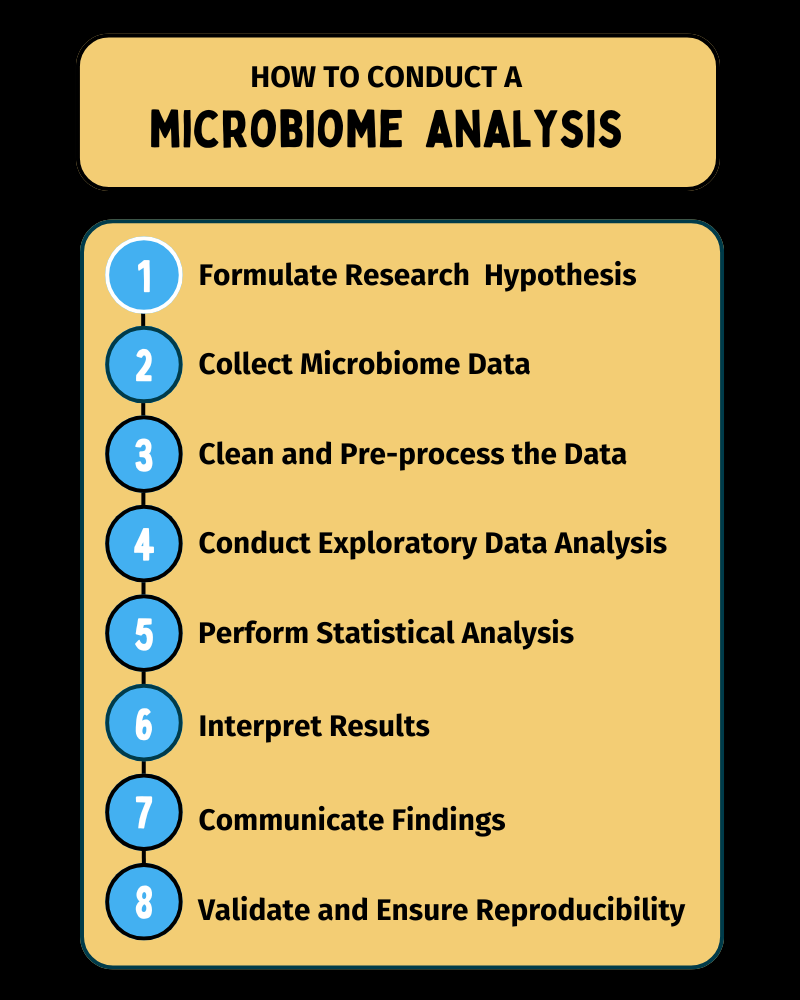 HOW TO CONDUCT A
MICROBIOME ANALYSIS
1 Formulate Research Hypothesis
2 Collect Microbiome Data
3 Clean and Pre-process the Data
4 Conduct Exploratory Data Analysis
5 Perform Statistical Analysis
6 Interpret Results
7 Communicate Findings
8 Validate and Ensure Reproducibility